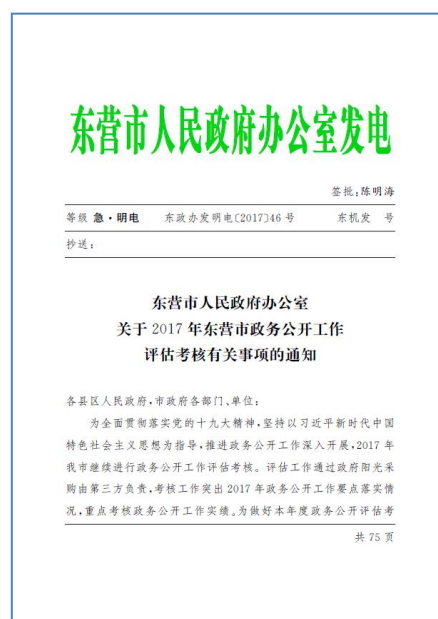 东营市人民政府办公室发电
签批:陈明海
等级 急·明电 东政办发明电〔2017〕46号 东机发 号
抄送:
东营市人民政府办公室
关于2017年东营市政务公开工作
评估考核有关事项的通知
各县区人民政府,市政府各部门、单位:
为全面贯彻落实党的十九大精神,坚持以习近平新时代中国
特色社会主义思想为指导,推进政务公开工作深入开展,2017年
我市继续进行政务公开工作评估考核。评估工作通过政府阳光采
购由第三方负责,考核工作突出2017年政务公开工作要点落实情
况,重点考核政务公开工作实绩。为做好本年度政务公开评估考
共75页